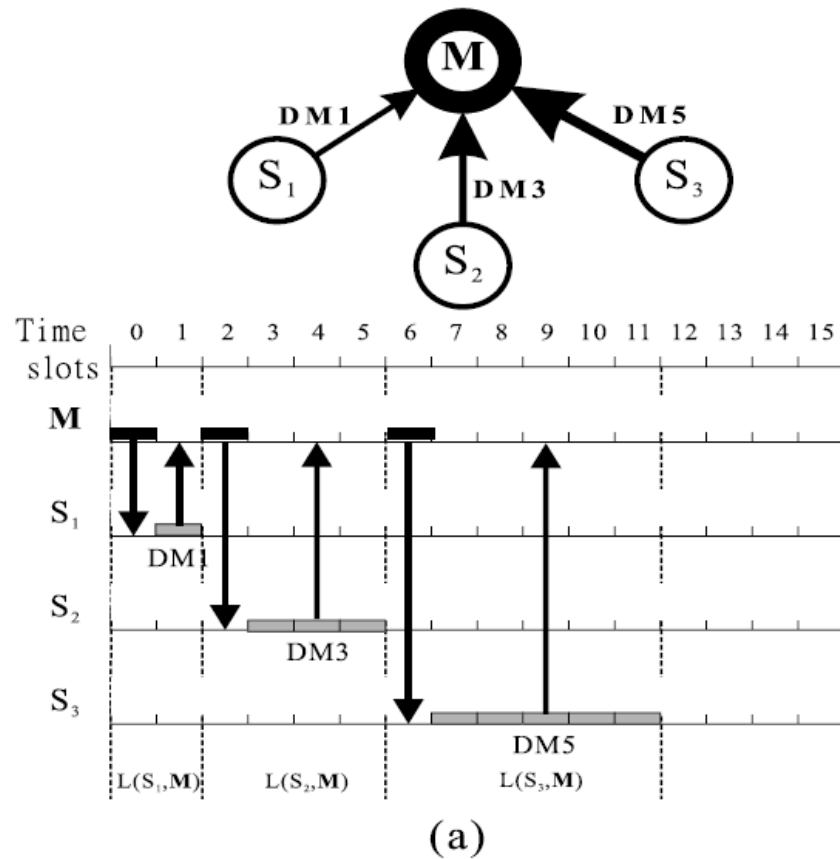 M
DM1
DM5
S₁
DM3
S₃
S₂
Time slots 0 1 2 3 4 5 6 7 8 9 10 11 12 13 14 15
M
S₁
DM1
S₂
DM3
S₃
DM5
L(S₁,M) L(S₂,M) L(S₃,M)
(a)